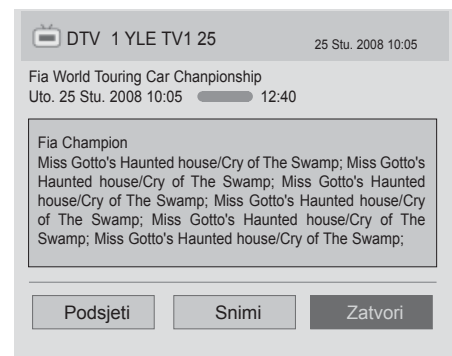 DTV 1 YLE TV1 25 25 Stu. 2008 10:05
Fia World Touring Car Chanpionship
Uto. 25 Stu. 2008 10:05 12:40
Fia Champion
Miss Gotto's Haunted house/Cry of The Swamp; Miss Gotto's
Haunted house/Cry of The Swamp; Miss Gotto's Haunted
house/Cry of The Swamp; Miss Gotto's Haunted house/Cry
of The Swamp; Miss Gotto's Haunted house/Cry of The
Swamp; Miss Gotto's Haunted house/Cry of The Swamp;
Podsjeti Snimi Zatvori